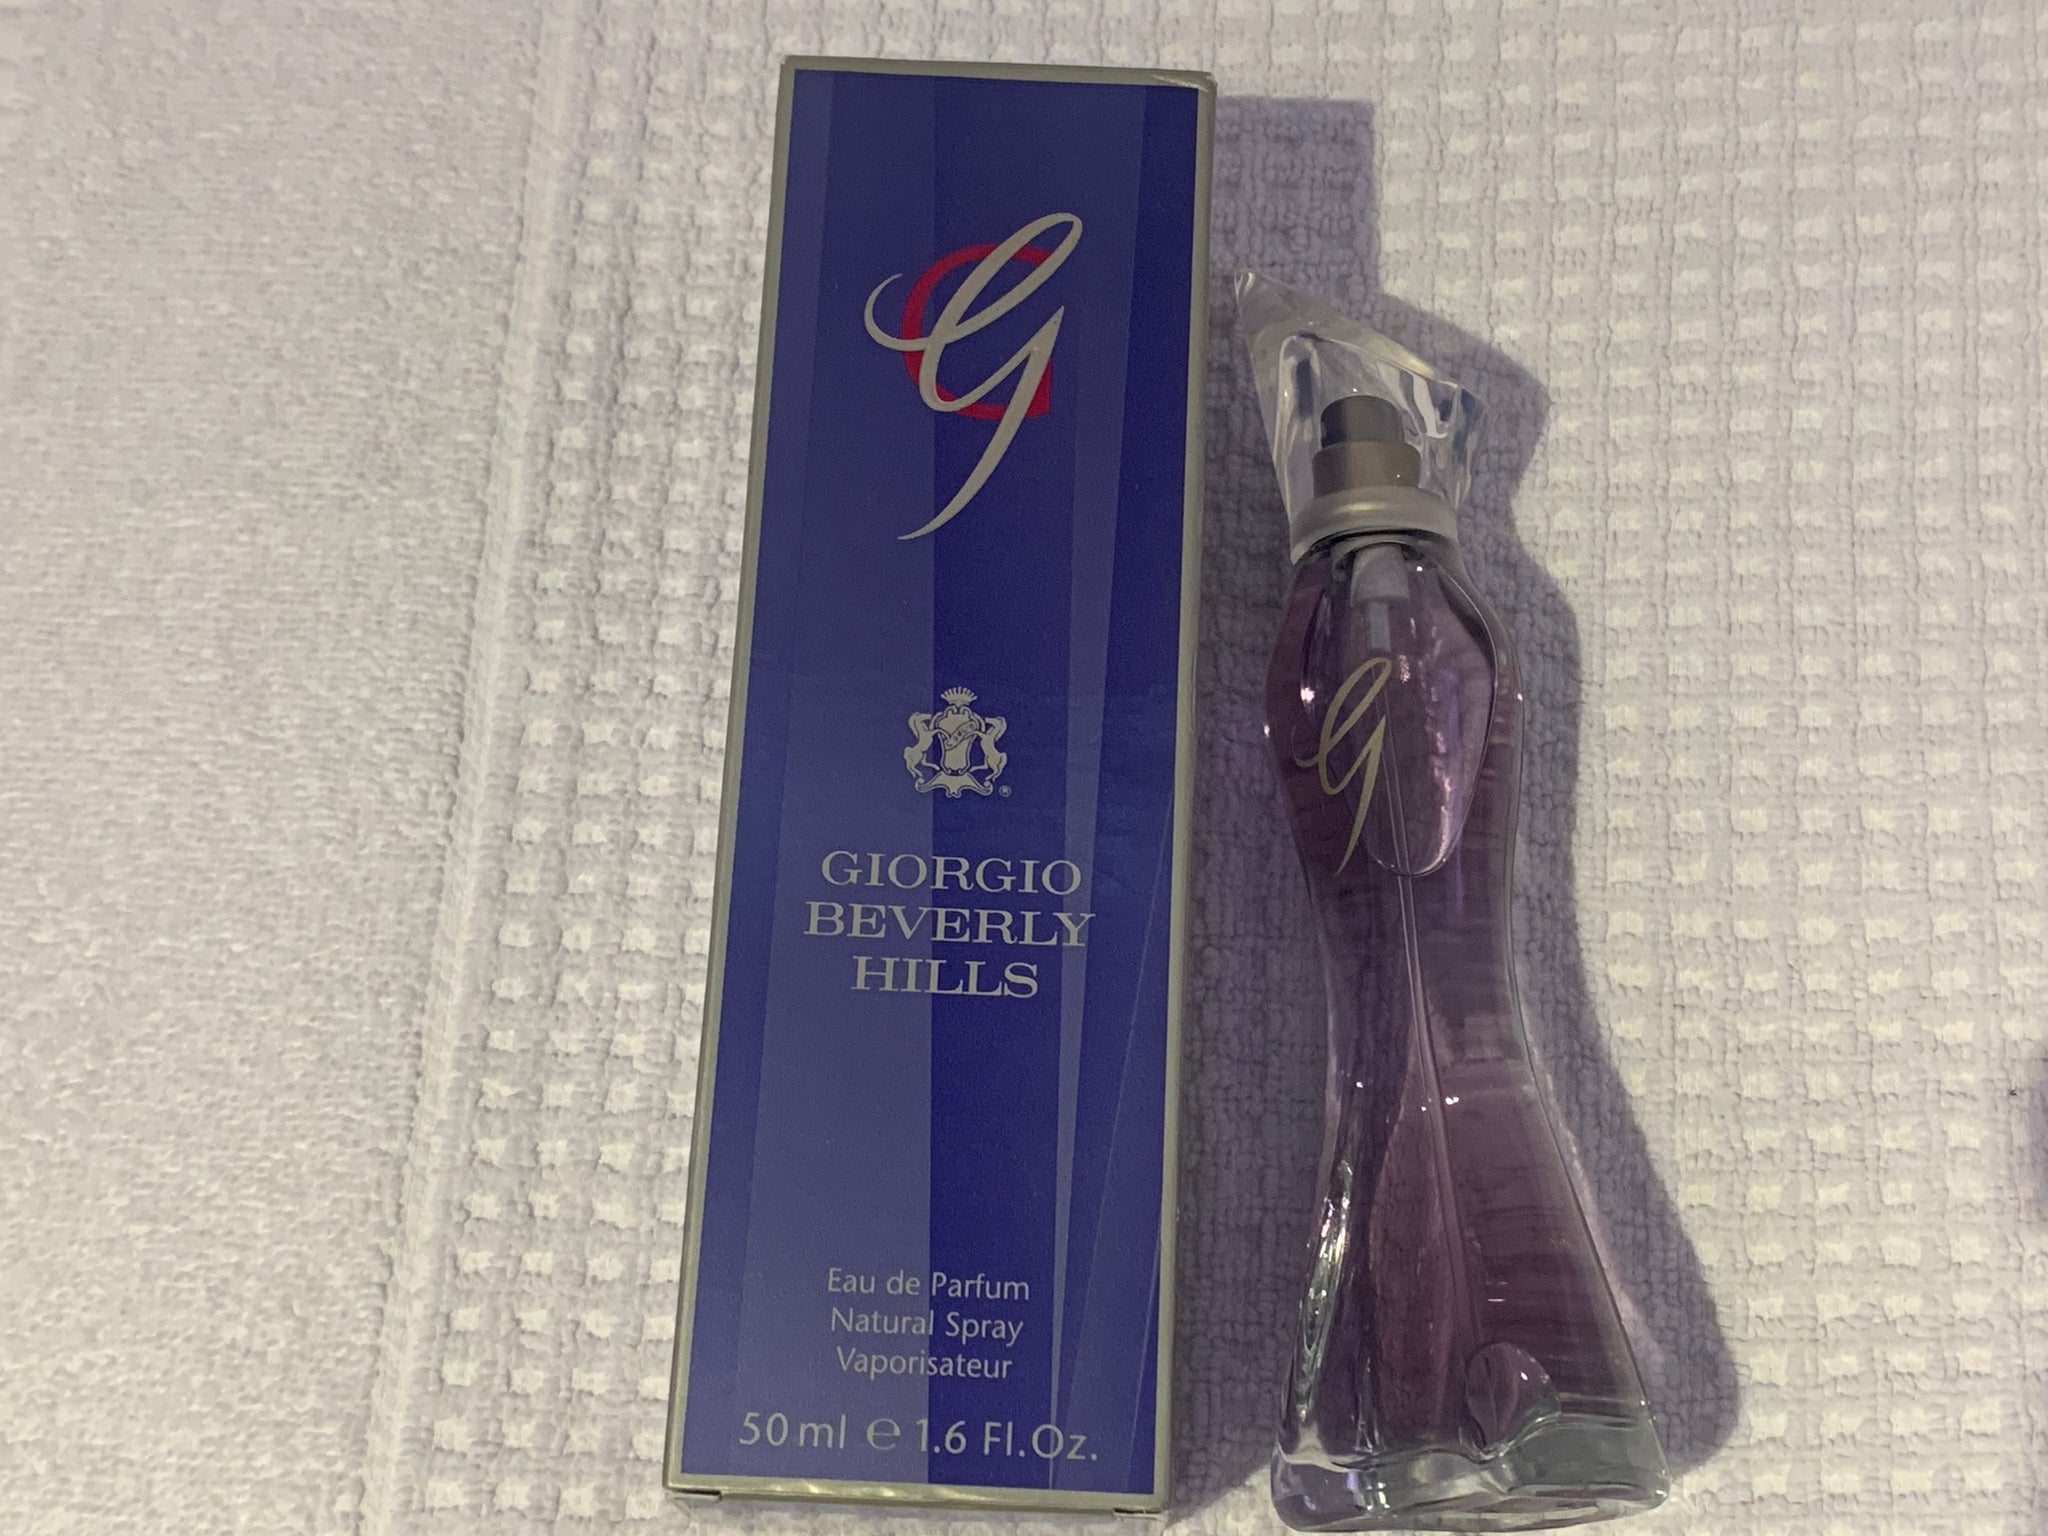 G
GIORGIO
BEVERLY
HILLS
Eau de Parfum
Natural Spray
Vaporisateur
50 ml ℮ 1.6 Fl.Oz.
G